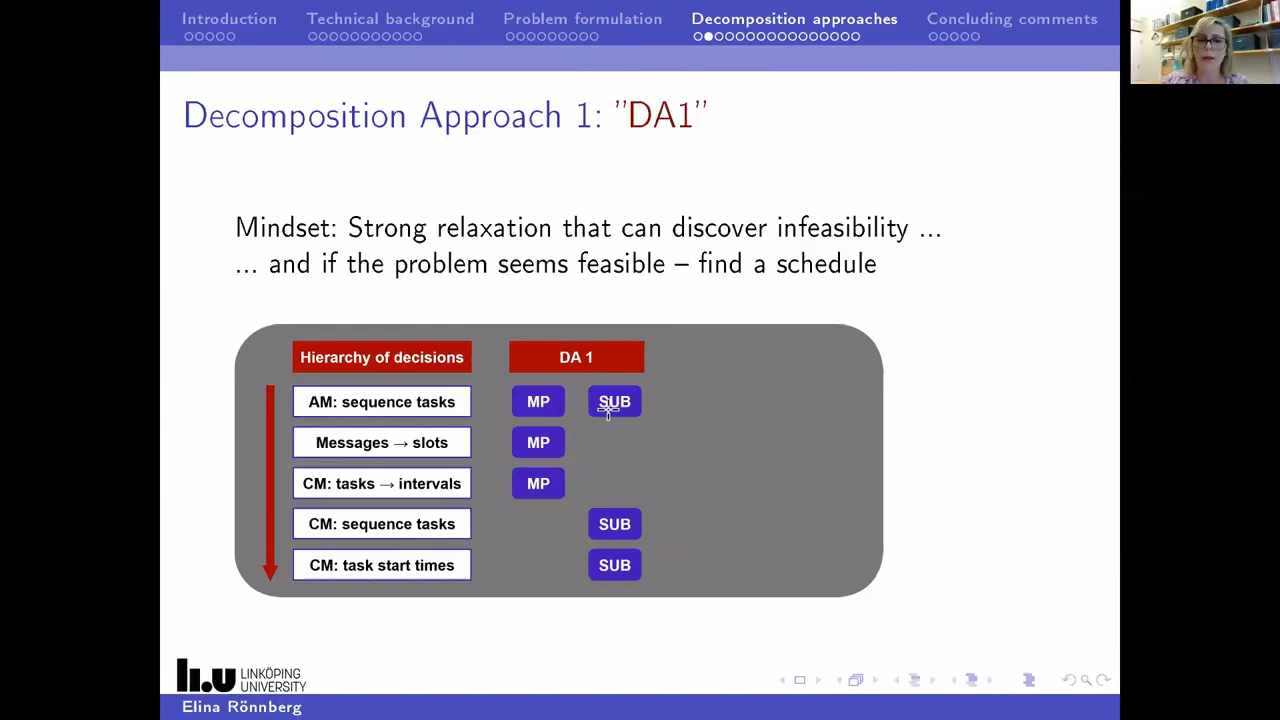 Introduction Technical background Problem formulation Decomposition approaches Concluding comments
Decomposition Approach 1: ”DA1”
Mindset: Strong relaxation that can discover infeasibility ...
... and if the problem seems feasible – find a schedule
Hierarchy of decisions DA 1
AM: sequence tasks MP SUB
Messages → slots MP
CM: tasks → intervals MP
CM: sequence tasks SUB
CM: task start times SUB
LINKÖPING
UNIVERSITY
Elina Rönnberg